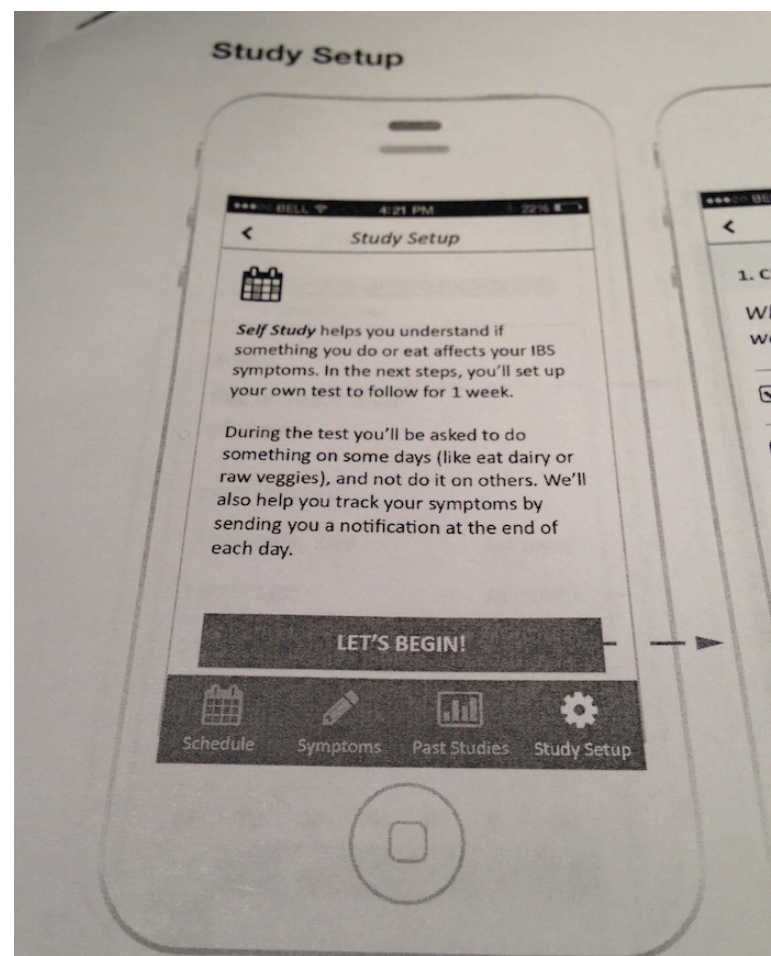 Study Setup
BELL 4:21 PM 22%
Study Setup
Self Study helps you understand if
something you do or eat affects your IBS
symptoms. In the next steps, you'll set up
your own test to follow for 1 week.
During the test you'll be asked to do
something on some days (like eat dairy or
raw veggies), and not do it on others. We'll
also help you track your symptoms by
sending you a notification at the end of
each day.
LET'S BEGIN!
Schedule Symptoms Past Studies Study Setup
1. C